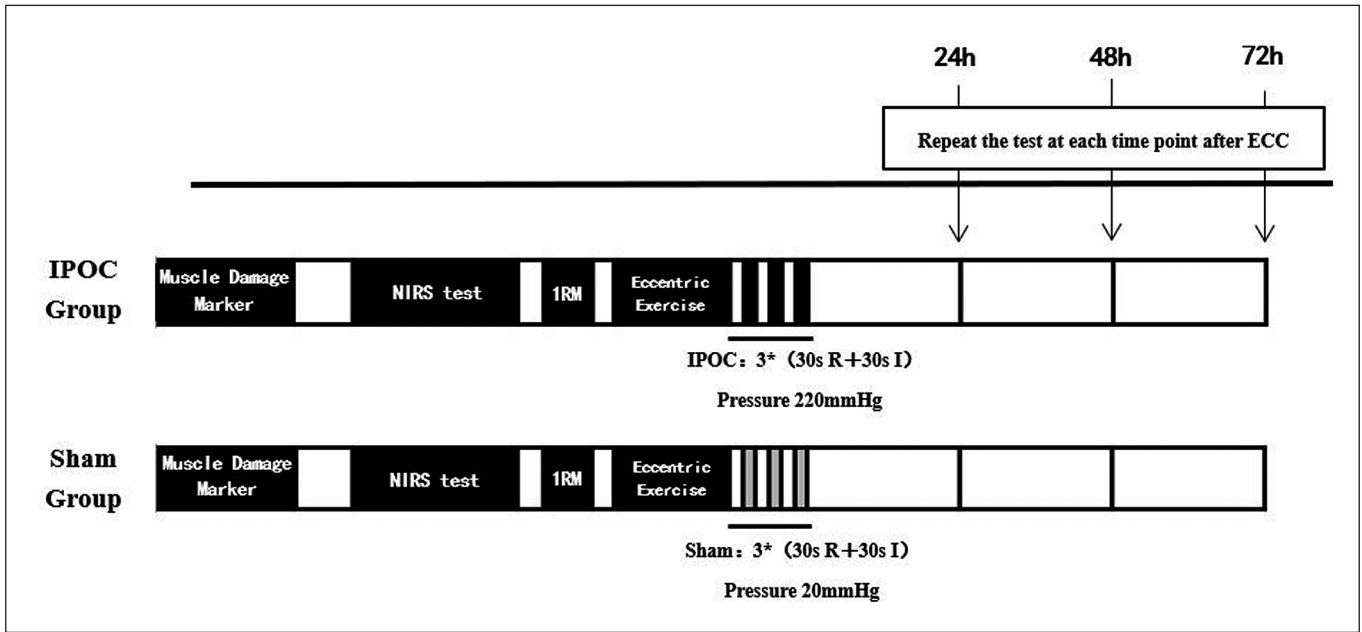 24h 48h 72h
Repeat the test at each time point after ECC
IPOC
Group
Muscle Damage
Marker
NIRS test
1RM
Eccentric
Exercise
IPOC：3*（30s R＋30s I）
Pressure 220mmHg
Sham
Group
Muscle Damage
Marker
NIRS test
1RM
Eccentric
Exercise
Sham：3*（30s R＋30s I）
Pressure 20mmHg